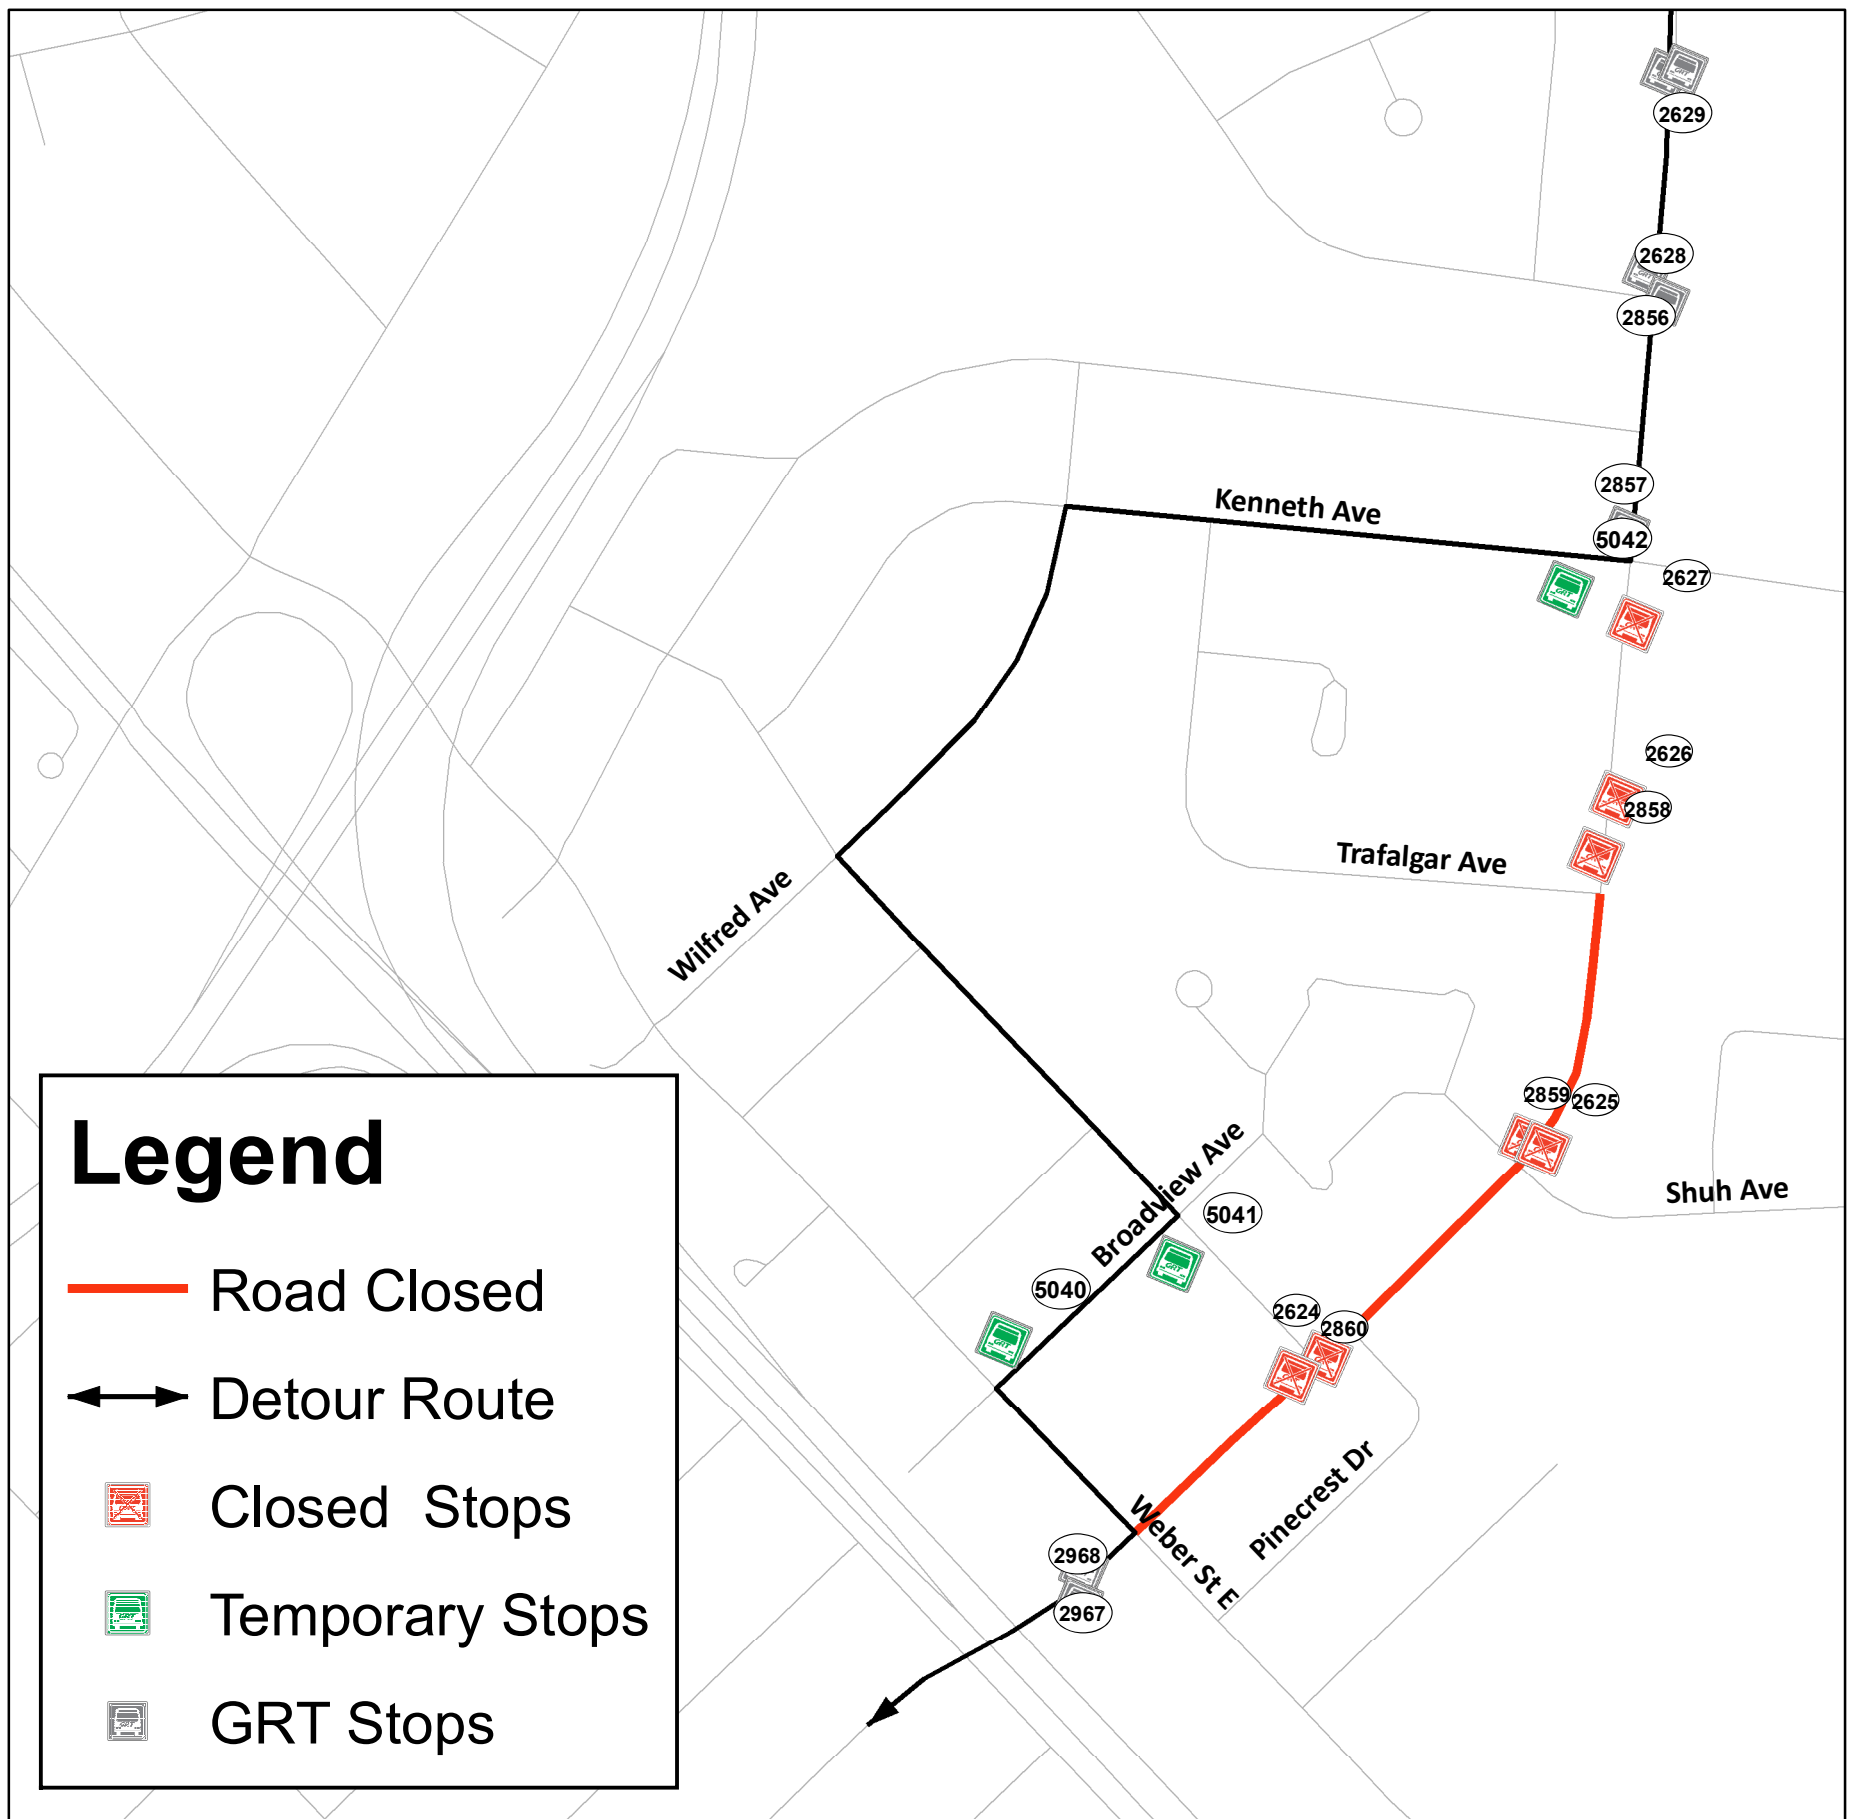 2629
2628
2856
2857
Kenneth Ave
5042
2627
2626
2858
Trafalgar Ave
Wilfred Ave
2859
2625
Broadview Ave
Shuh Ave
5041
5040
2624
2860
Pinecrest Dr
Weber St E
2968
2967
Legend
Road Closed
Detour Route
Closed Stops
Temporary Stops
GRT Stops